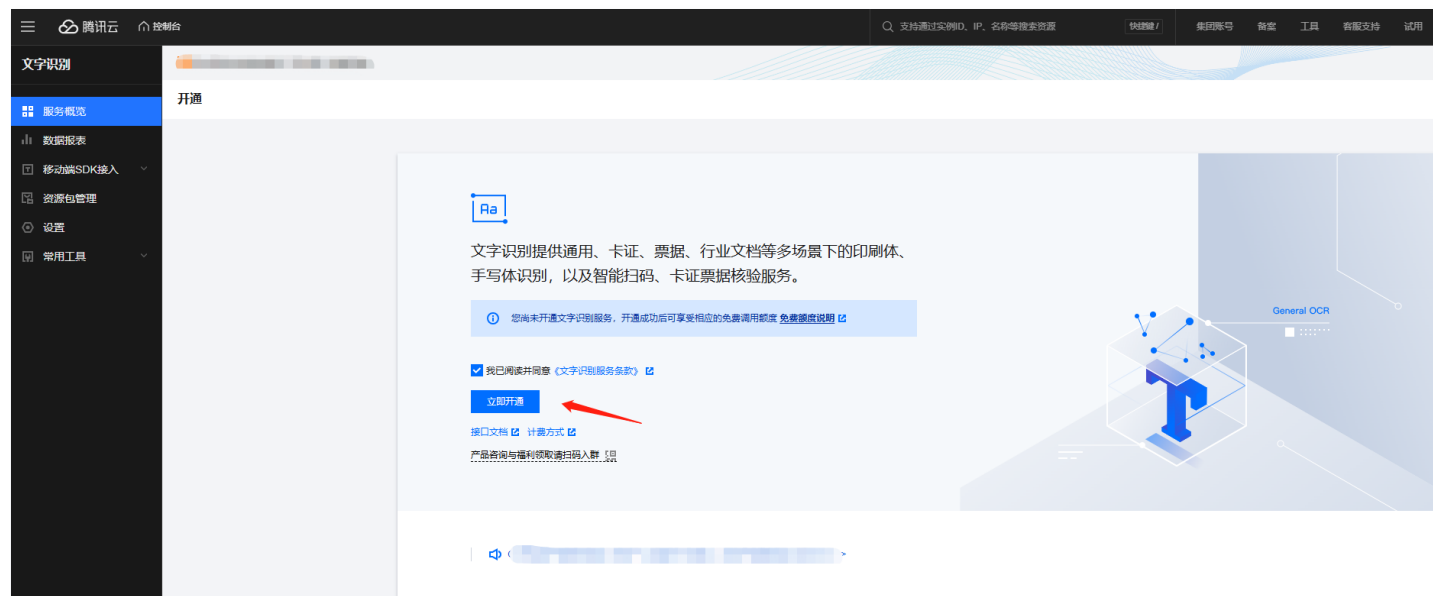 腾讯云 控制台 支持通过实例ID、IP、名称等搜索资源 快捷键 / 集团账号 备案 工具 客服支持 试用
文字识别
开通
服务概览
数据报表
移动端SDK接入
资源包管理
设置
常用工具
Aa
文字识别提供通用、卡证、票据、行业文档等多场景下的印刷体、
手写体识别，以及智能扫码、卡证票据核验服务。
您尚未开通文字识别服务，开通成功后可享受相应的免费调用额度 免费额度说明
我已阅读并同意《文字识别服务条款》
立即开通
接口文档 计费方式
产品咨询与福利领取请扫码入群
General OCR
T